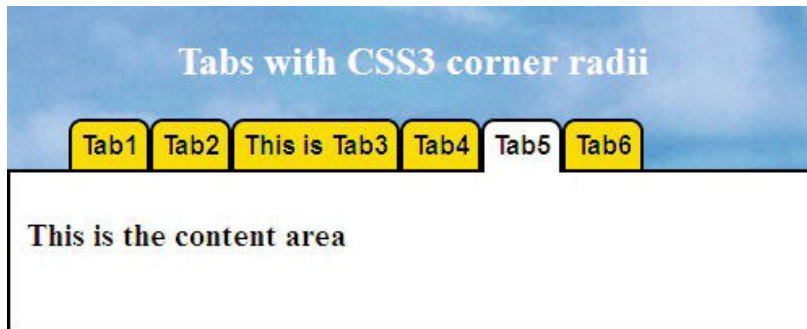 Tabs with CSS3 corner radii
Tab1 Tab2 This is Tab3 Tab4 Tab5 Tab6
This is the content area